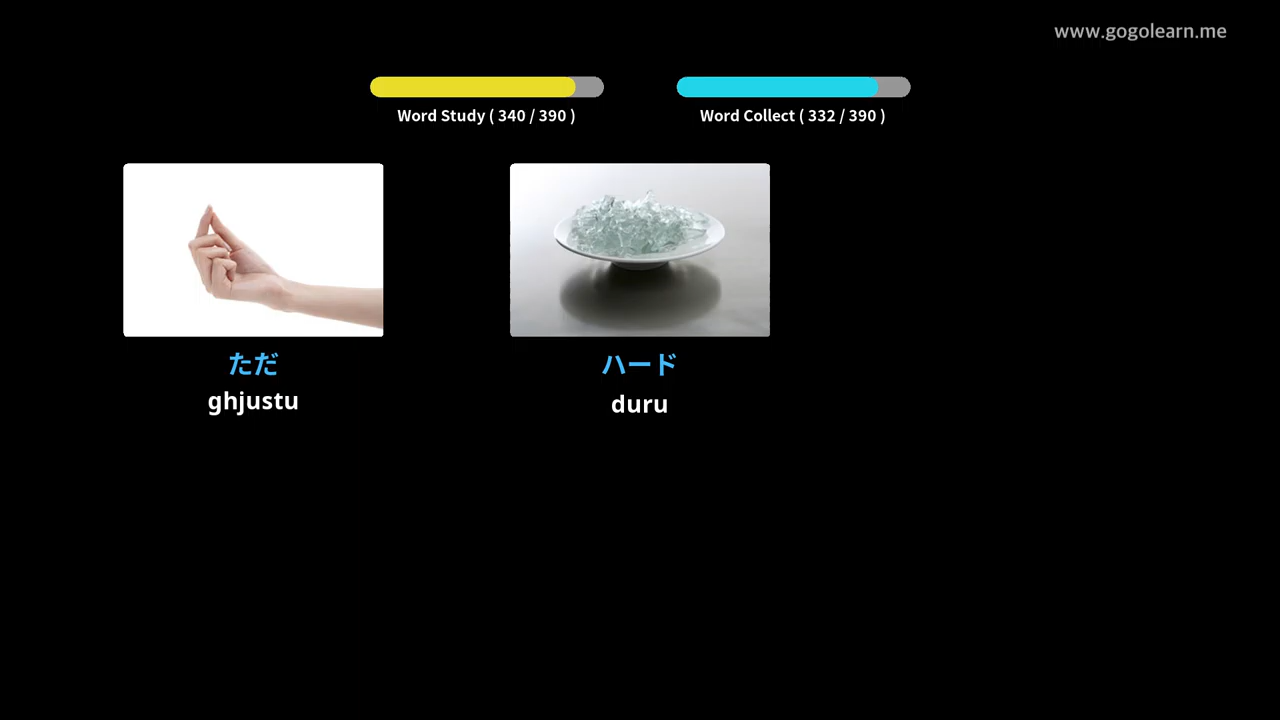 www.gogolearn.me
Word Study ( 340 / 390 )
Word Collect ( 332 / 390 )
ただ
ghjustu
ハード
duru